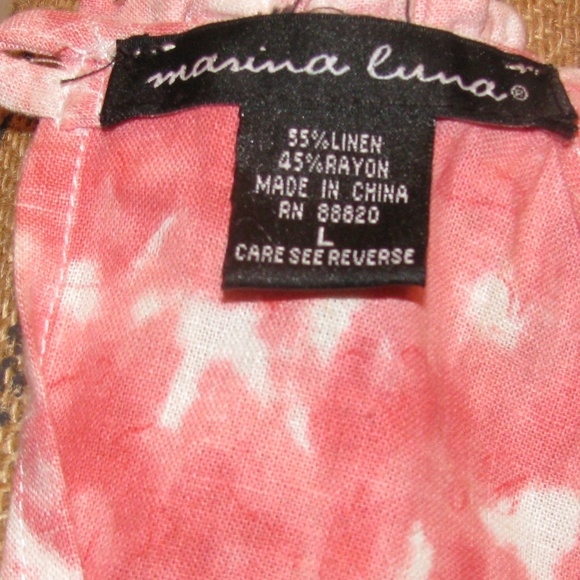 marina luna®
55%LINEN
45%RAYON
MADE IN CHINA
RN 88820
L
CARE SEE REVERSE